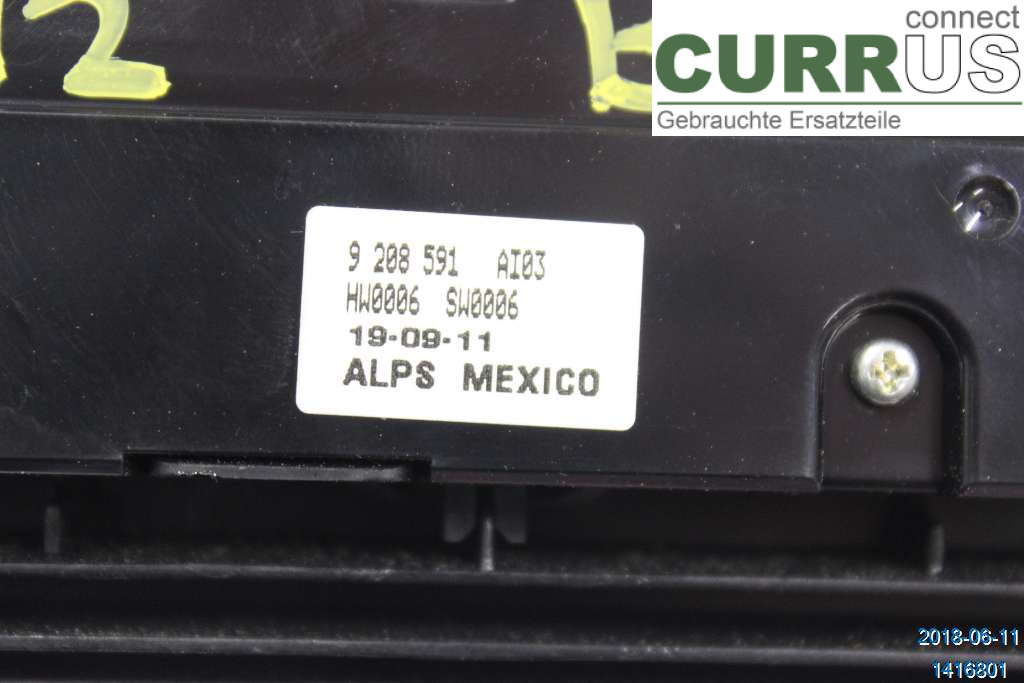 connect
CURRUS
Gebrauchte Ersatzteile
9 208 591 AI03
HW0006 SW0006
19-09-11
ALPS MEXICO
2018-06-11
1416801